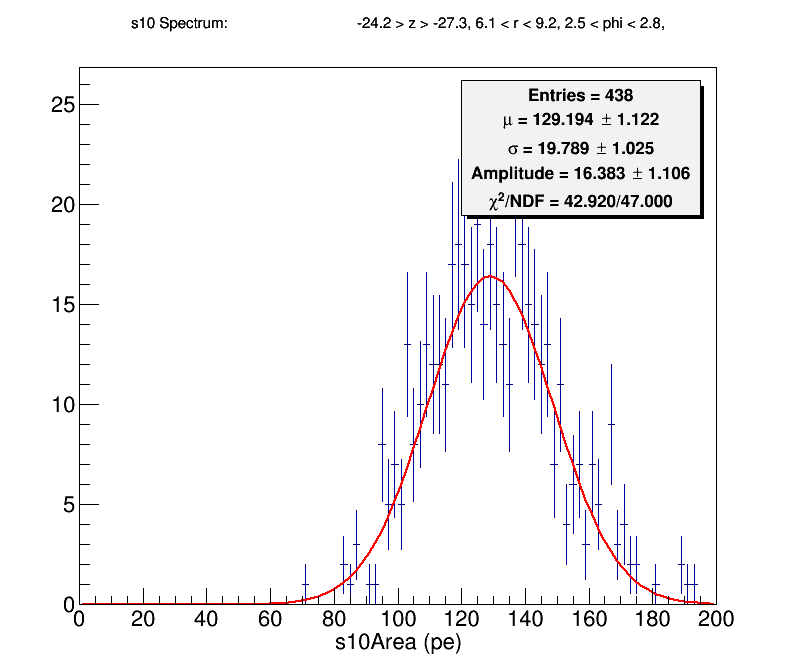 s10 Spectrum: -24.2 > z > -27.3, 6.1 < r < 9.2, 2.5 < phi < 2.8,
Entries = 438
μ = 129.194 ± 1.122
σ = 19.789 ± 1.025
Amplitude = 16.383 ± 1.106
χ²/NDF = 42.920/47.000
25
20
15
10
5
0
0 20 40 60 80 100 120 140 160 180 200
s10Area (pe)